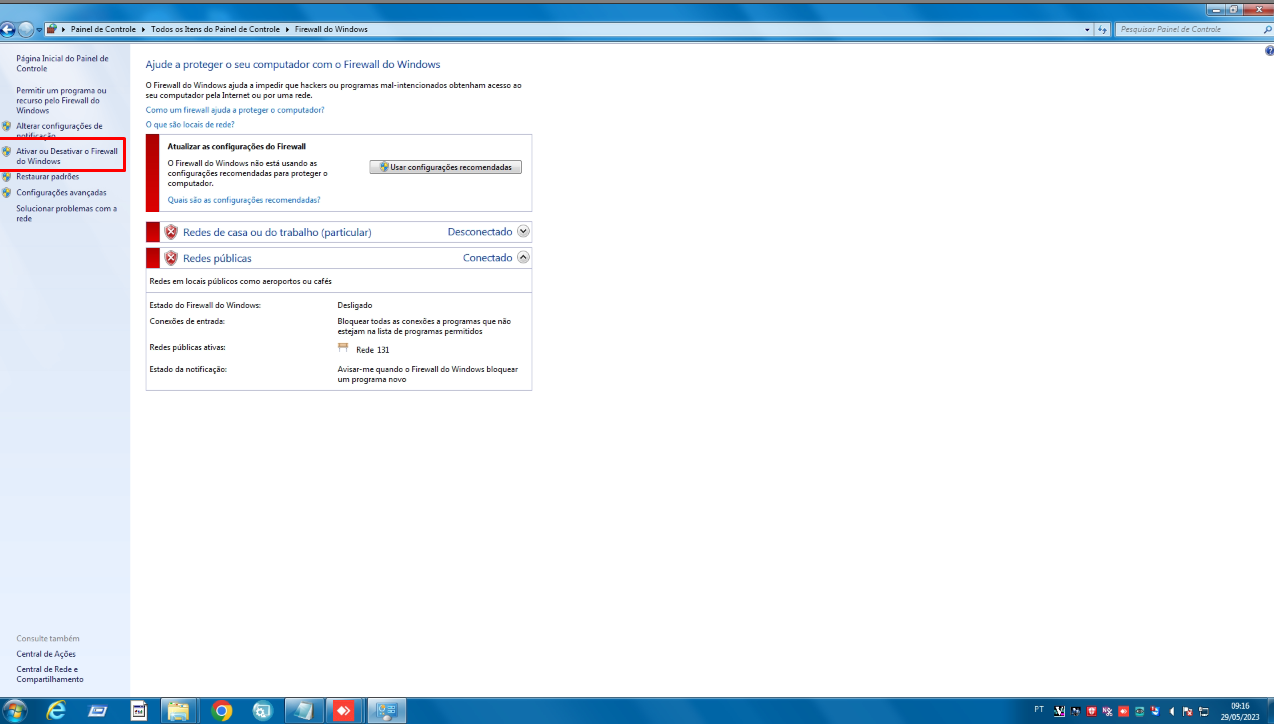 Painel de Controle
Todos os Itens do Painel de Controle
Firewall do Windows
Pesquisar Painel de Controle
Página Inicial do Painel de
Controle
Permitir um programa ou
recurso pelo Firewall do
Windows
Alterar configurações de
notificação
Ativar ou Desativar o Firewall
do Windows
Restaurar padrões
Configurações avançadas
Solucionar problemas com a
rede
Ajude a proteger o seu computador com o Firewall do Windows
O Firewall do Windows ajuda a impedir que hackers ou programas mal-intencionados obtenham acesso ao
seu computador pela Internet ou por uma rede.
Como um firewall ajuda a proteger o computador?
O que são locais de rede?
Atualizar as configurações do Firewall
O Firewall do Windows não está usando as
configurações recomendadas para proteger o
computador.
Usar configurações recomendadas
Quais são as configurações recomendadas?
Redes de casa ou do trabalho (particular) Desconectado
Redes públicas Conectado
Redes em locais públicos como aeroportos ou cafés
Estado do Firewall do Windows: Desligado
Conexões de entrada: Bloquear todas as conexões a programas que não
estejam na lista de programas permitidos
Redes públicas ativas: Rede 131
Estado da notificação: Avisar-me quando o Firewall do Windows bloquear
um programa novo
Consulte também
Central de Ações
Central de Rede e
Compartilhamento
PT
09:16
29/05/2023